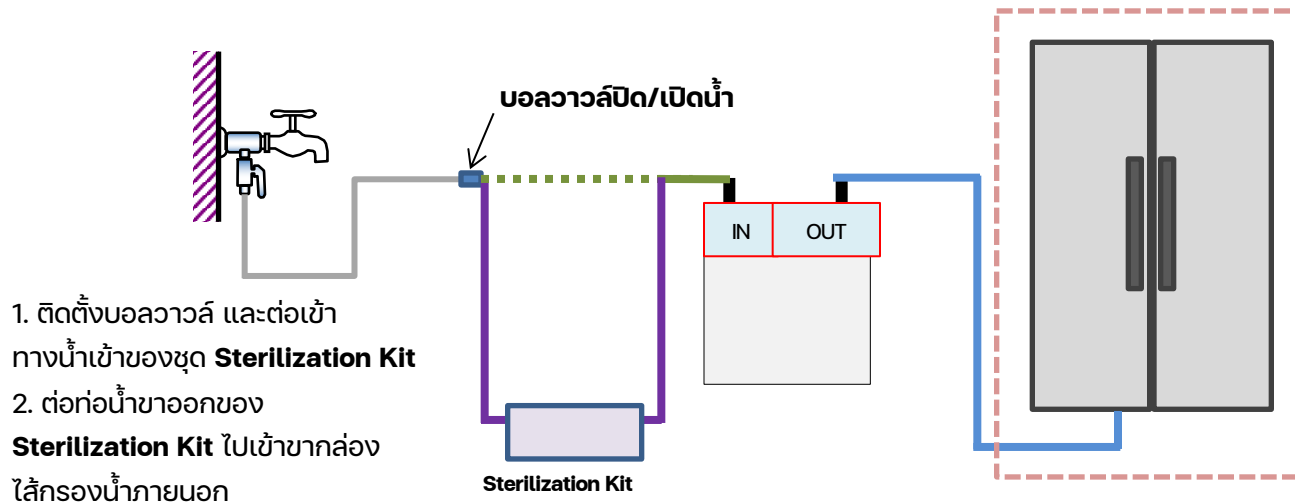 บอลวาวล์ปิด/เปิดน้ำ
IN OUT
1. ติดตั้งบอลวาวล์ และต่อเข้า
ทางน้ำเข้าของชุด Sterilization Kit
2. ต่อท่อน้ำขาออกของ
Sterilization Kit ไปเข้าขากล่อง
ไส้กรองน้ำภายนอก
Sterilization Kit